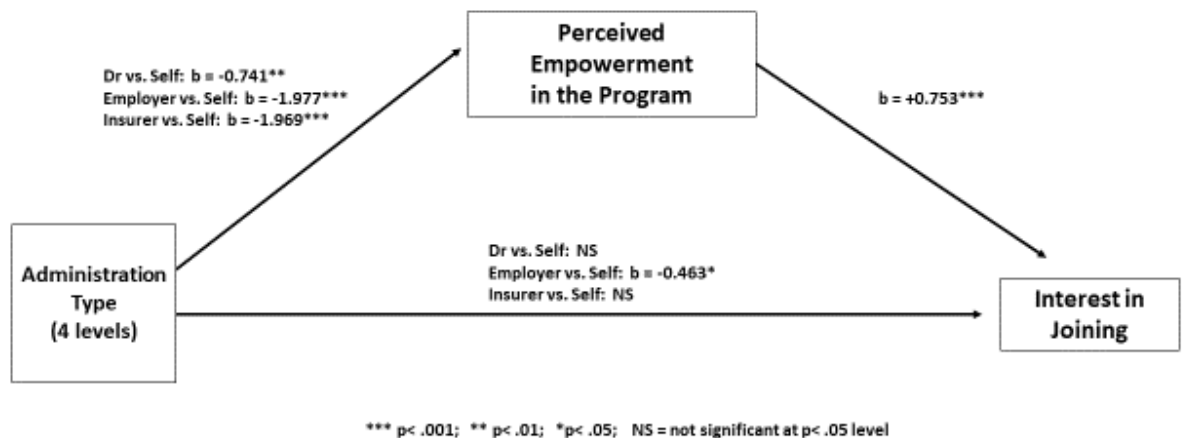 Perceived
Empowerment
in the Program
Dr vs. Self: b = -0.741**
Employer vs. Self: b = -1.977***
Insurer vs. Self: b = -1.969***
b = +0.753***
Dr vs. Self: NS
Employer vs. Self: b = -0.463*
Insurer vs. Self: NS
Administration
Type
(4 levels)
Interest in
Joining
*** p< .001; ** p< .01; *p< .05; NS = not significant at p< .05 level